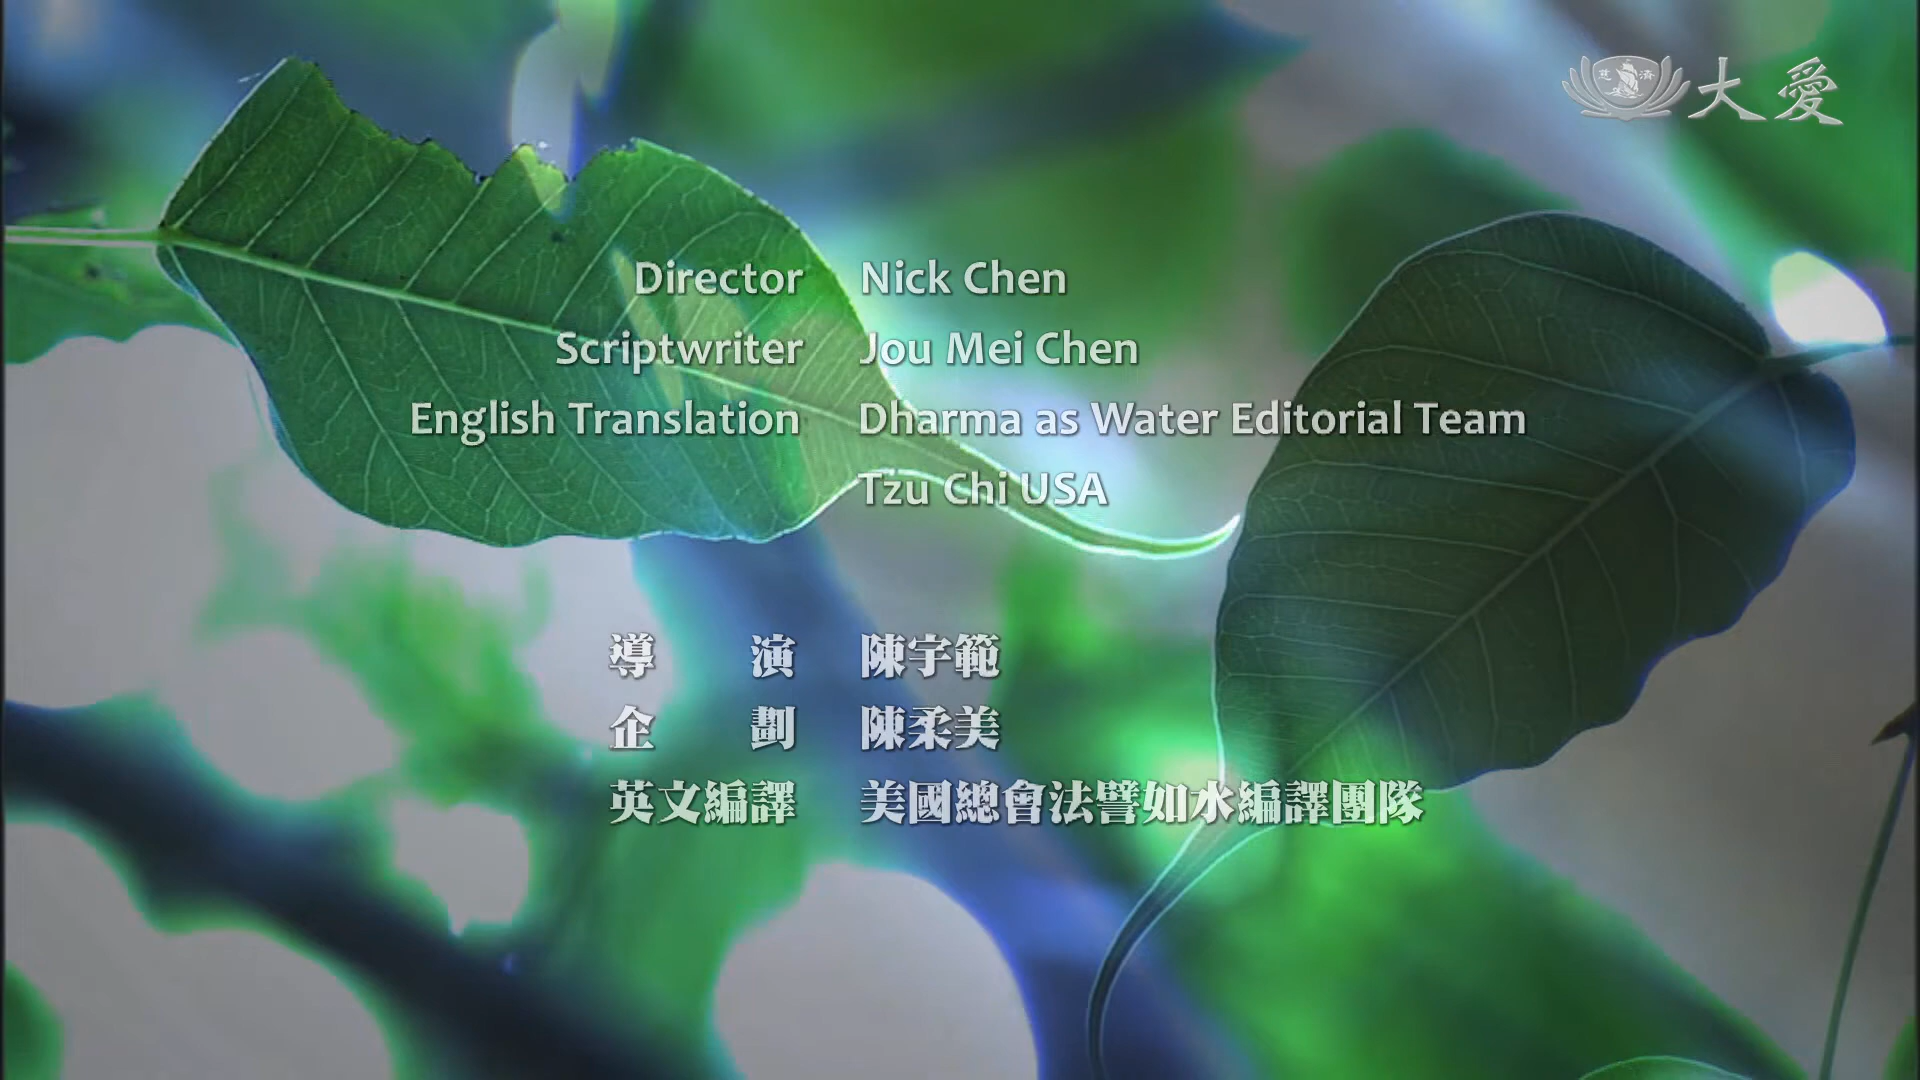 慈濟
大愛
Director Nick Chen
Scriptwriter Jou Mei Chen
English Translation Dharma as Water Editorial Team
Tzu Chi USA
導演 陳宇範
企劃 陳柔美
英文編譯 美國總會法譬如水編譯團隊